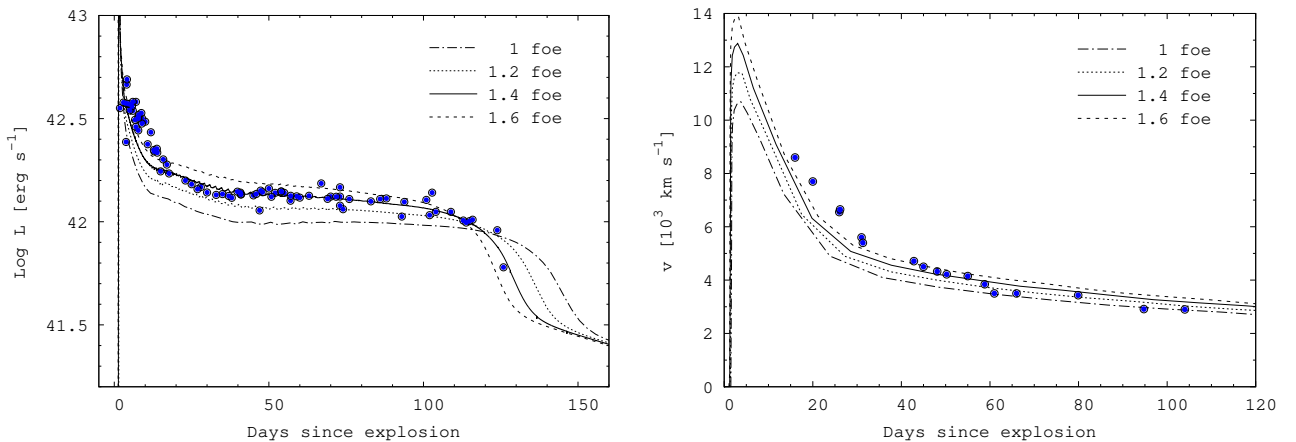 43
42.5
42
41.5
Log L [erg s−1]
0
50
100
150
Days since explosion
1 foe
1.2 foe
1.4 foe
1.6 foe
14
12
10
8
6
4
2
0
v [10³ km s−1]
0
20
40
60
80
100
120
Days since explosion
1 foe
1.2 foe
1.4 foe
1.6 foe